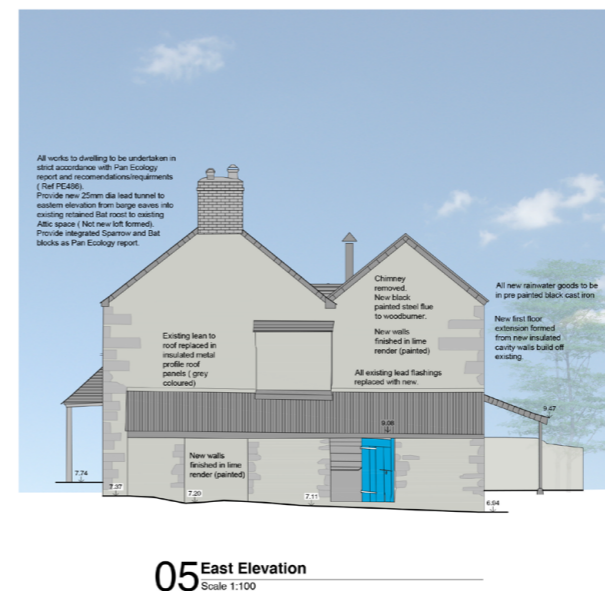 All works to dwelling to be undertaken in
strict accordance with Pan Ecology
report and recomendations/requirments
( Ref PE486).
Provide new 25mm dia lead tunnel to
eastern elevation from barge eaves into
existing retained Bat roost to existing
Attic space ( Not new loft formed).
Provide integrated Sparrow and Bat
blocks as Pan Ecology report.
Chimney
removed.
New black
painted steel flue
to woodburner.
New walls
finished in lime
render (painted)
All existing lead flashings
replaced with new.
All new rainwater goods to be
in pre painted black cast iron
New first floor
extension formed
from new insulated
cavity walls build off
existing.
Existing lean to
roof replaced in
insulated metal
profile roof
panels ( grey
coloured)
9.47
9.06
New walls
finished in lime
render (painted)
7.74
7.37
7.20
7.11
6.94
05 East Elevation
Scale 1:100